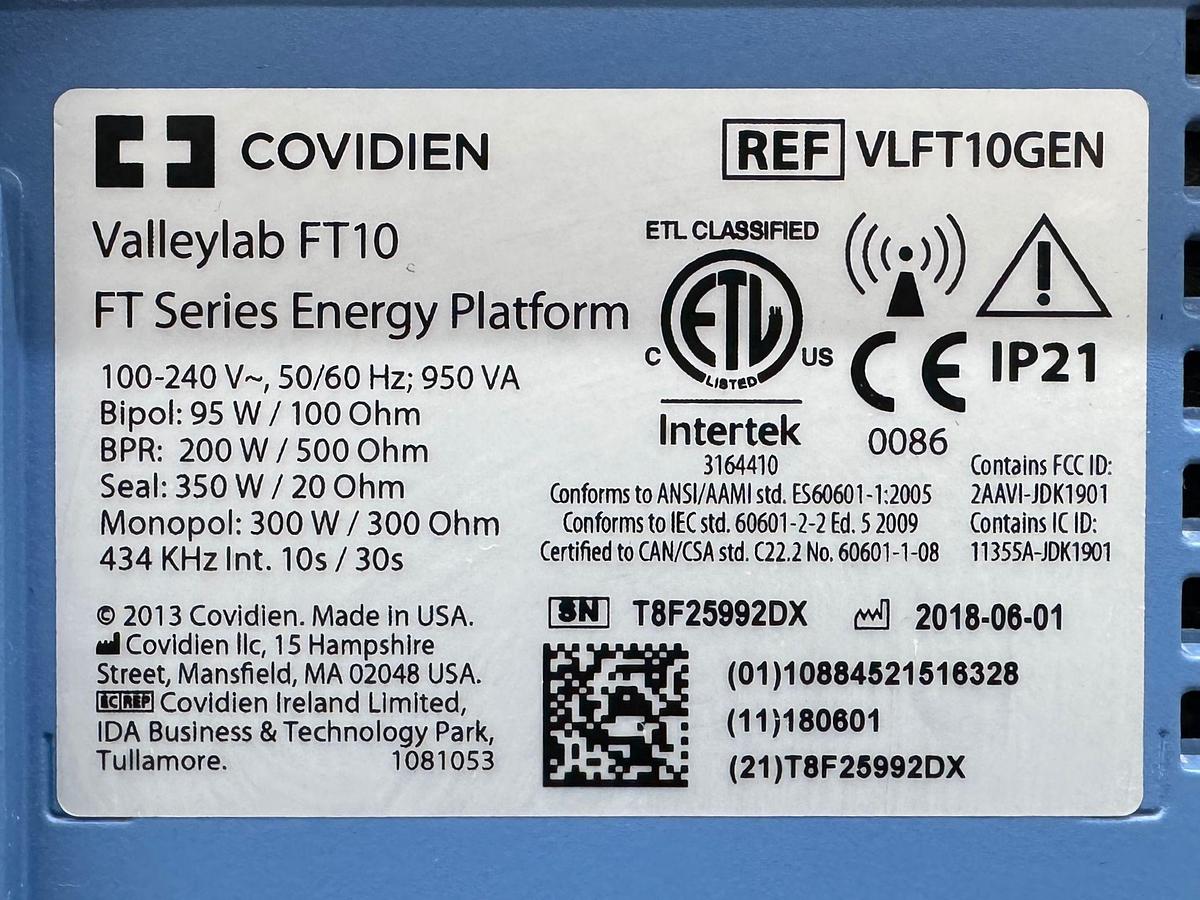 COVIDIEN
REF VLFT10GEN
Valleylab FT10
FT Series Energy Platform
100-240 V~, 50/60 Hz; 950 VA
Bipol: 95 W / 100 Ohm
BPR: 200 W / 500 Ohm
Seal: 350 W / 20 Ohm
Monopol: 300 W / 300 Ohm
434 KHz Int. 10s / 30s
ETL CLASSIFIED
ETL
LISTED
C US
Intertek
3164410
Conforms to ANSI/AAMI std. ES60601-1:2005
Conforms to IEC std. 60601-2-2 Ed. 5 2009
Certified to CAN/CSA std. C22.2 No. 60601-1-08
CE IP21
0086
Contains FCC ID:
2AAVI-JDK1901
Contains IC ID:
11355A-JDK1901
© 2013 Covidien. Made in USA.
Covidien llc, 15 Hampshire
Street, Mansfield, MA 02048 USA.
EC REP Covidien Ireland Limited,
IDA Business & Technology Park,
Tullamore. 1081053
SN T8F25992DX 2018-06-01
(01)10884521516328
(11)180601
(21)T8F25992DX